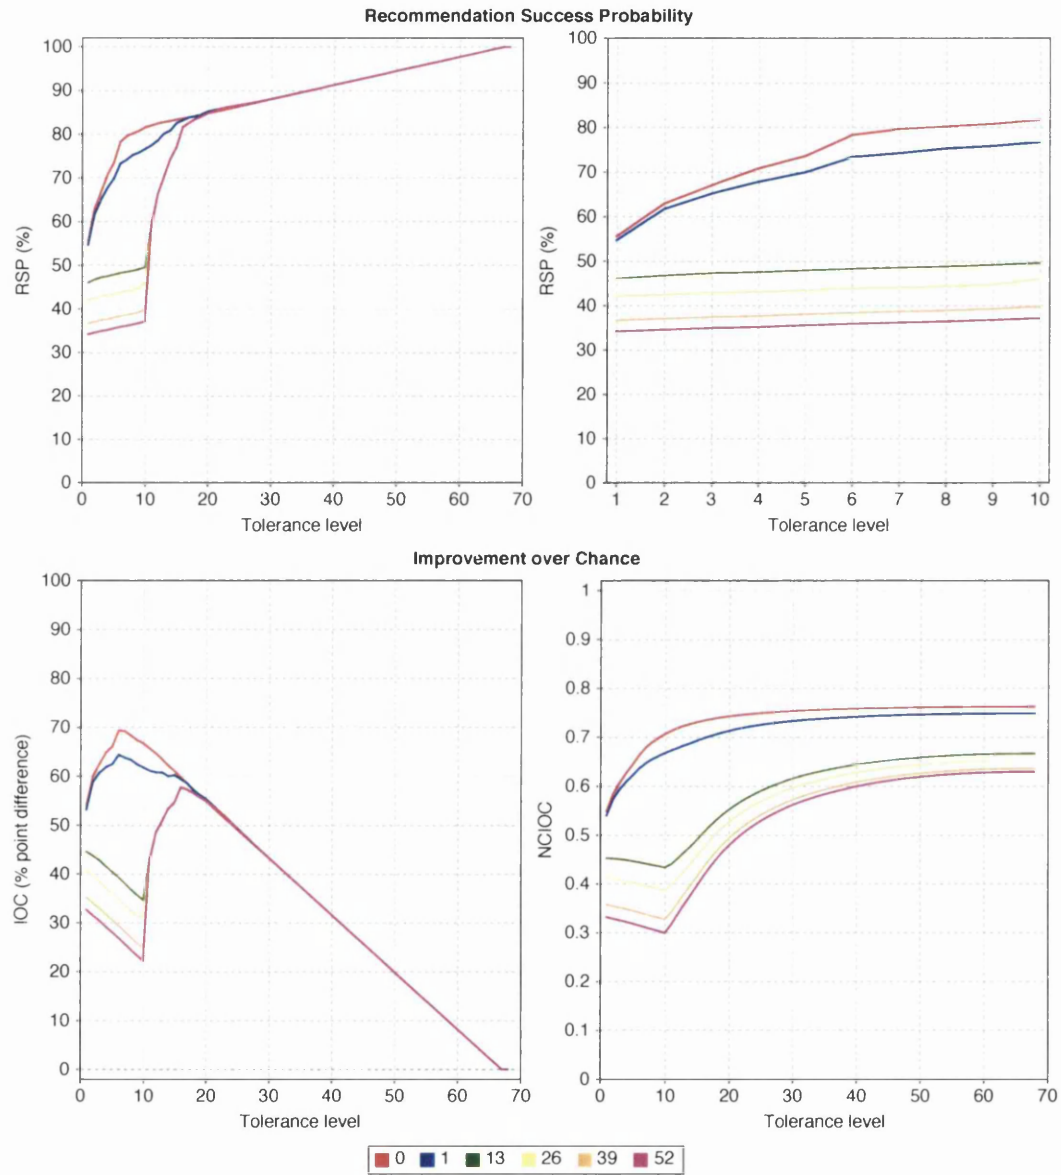 Recommendation Success Probability
100
90
80
70
60
50
40
30
20
10
0
RSP (%)
0 10 20 30 40 50 60 70
Tolerance level
100
90
80
70
60
50
40
30
20
10
0
RSP (%)
1 2 3 4 5 6 7 8 9 10
Tolerance level
Improvement over Chance
100
90
80
70
60
50
40
30
20
10
0
IOC (% point difference)
0 10 20 30 40 50 60 70
Tolerance level
1
0.9
0.8
0.7
0.6
0.5
0.4
0.3
0.2
0.1
0
NCIOC
0 10 20 30 40 50 60 70
Tolerance level
0 1 13 26 39 52